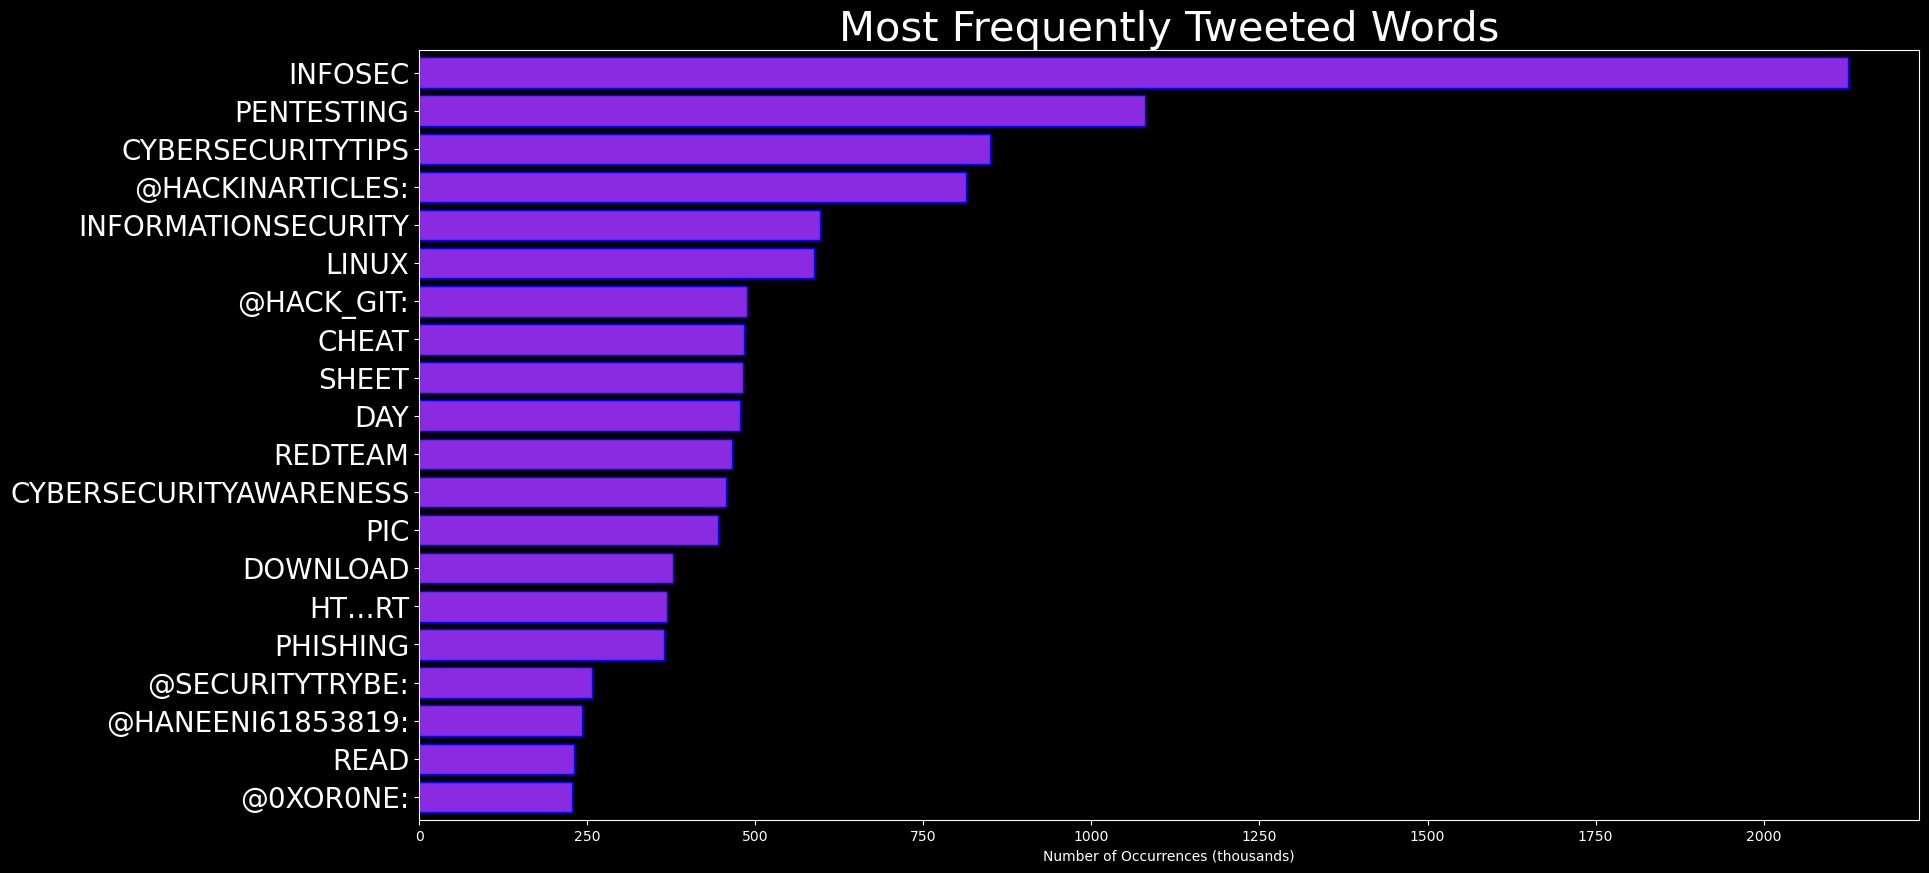 Most Frequently Tweeted Words
INFOSEC
PENTESTING
CYBERSECURITYTIPS
@HACKINARTICLES:
INFORMATIONSECURITY
LINUX
@HACK_GIT:
CHEAT
SHEET
DAY
REDTEAM
CYBERSECURITYAWARENESS
PIC
DOWNLOAD
HT…RT
PHISHING
@SECURITYTRYBE:
@HANEENI61853819:
READ
@0XOR0NE:
0 250 500 750 1000 1250 1500 1750 2000
Number of Occurrences (thousands)